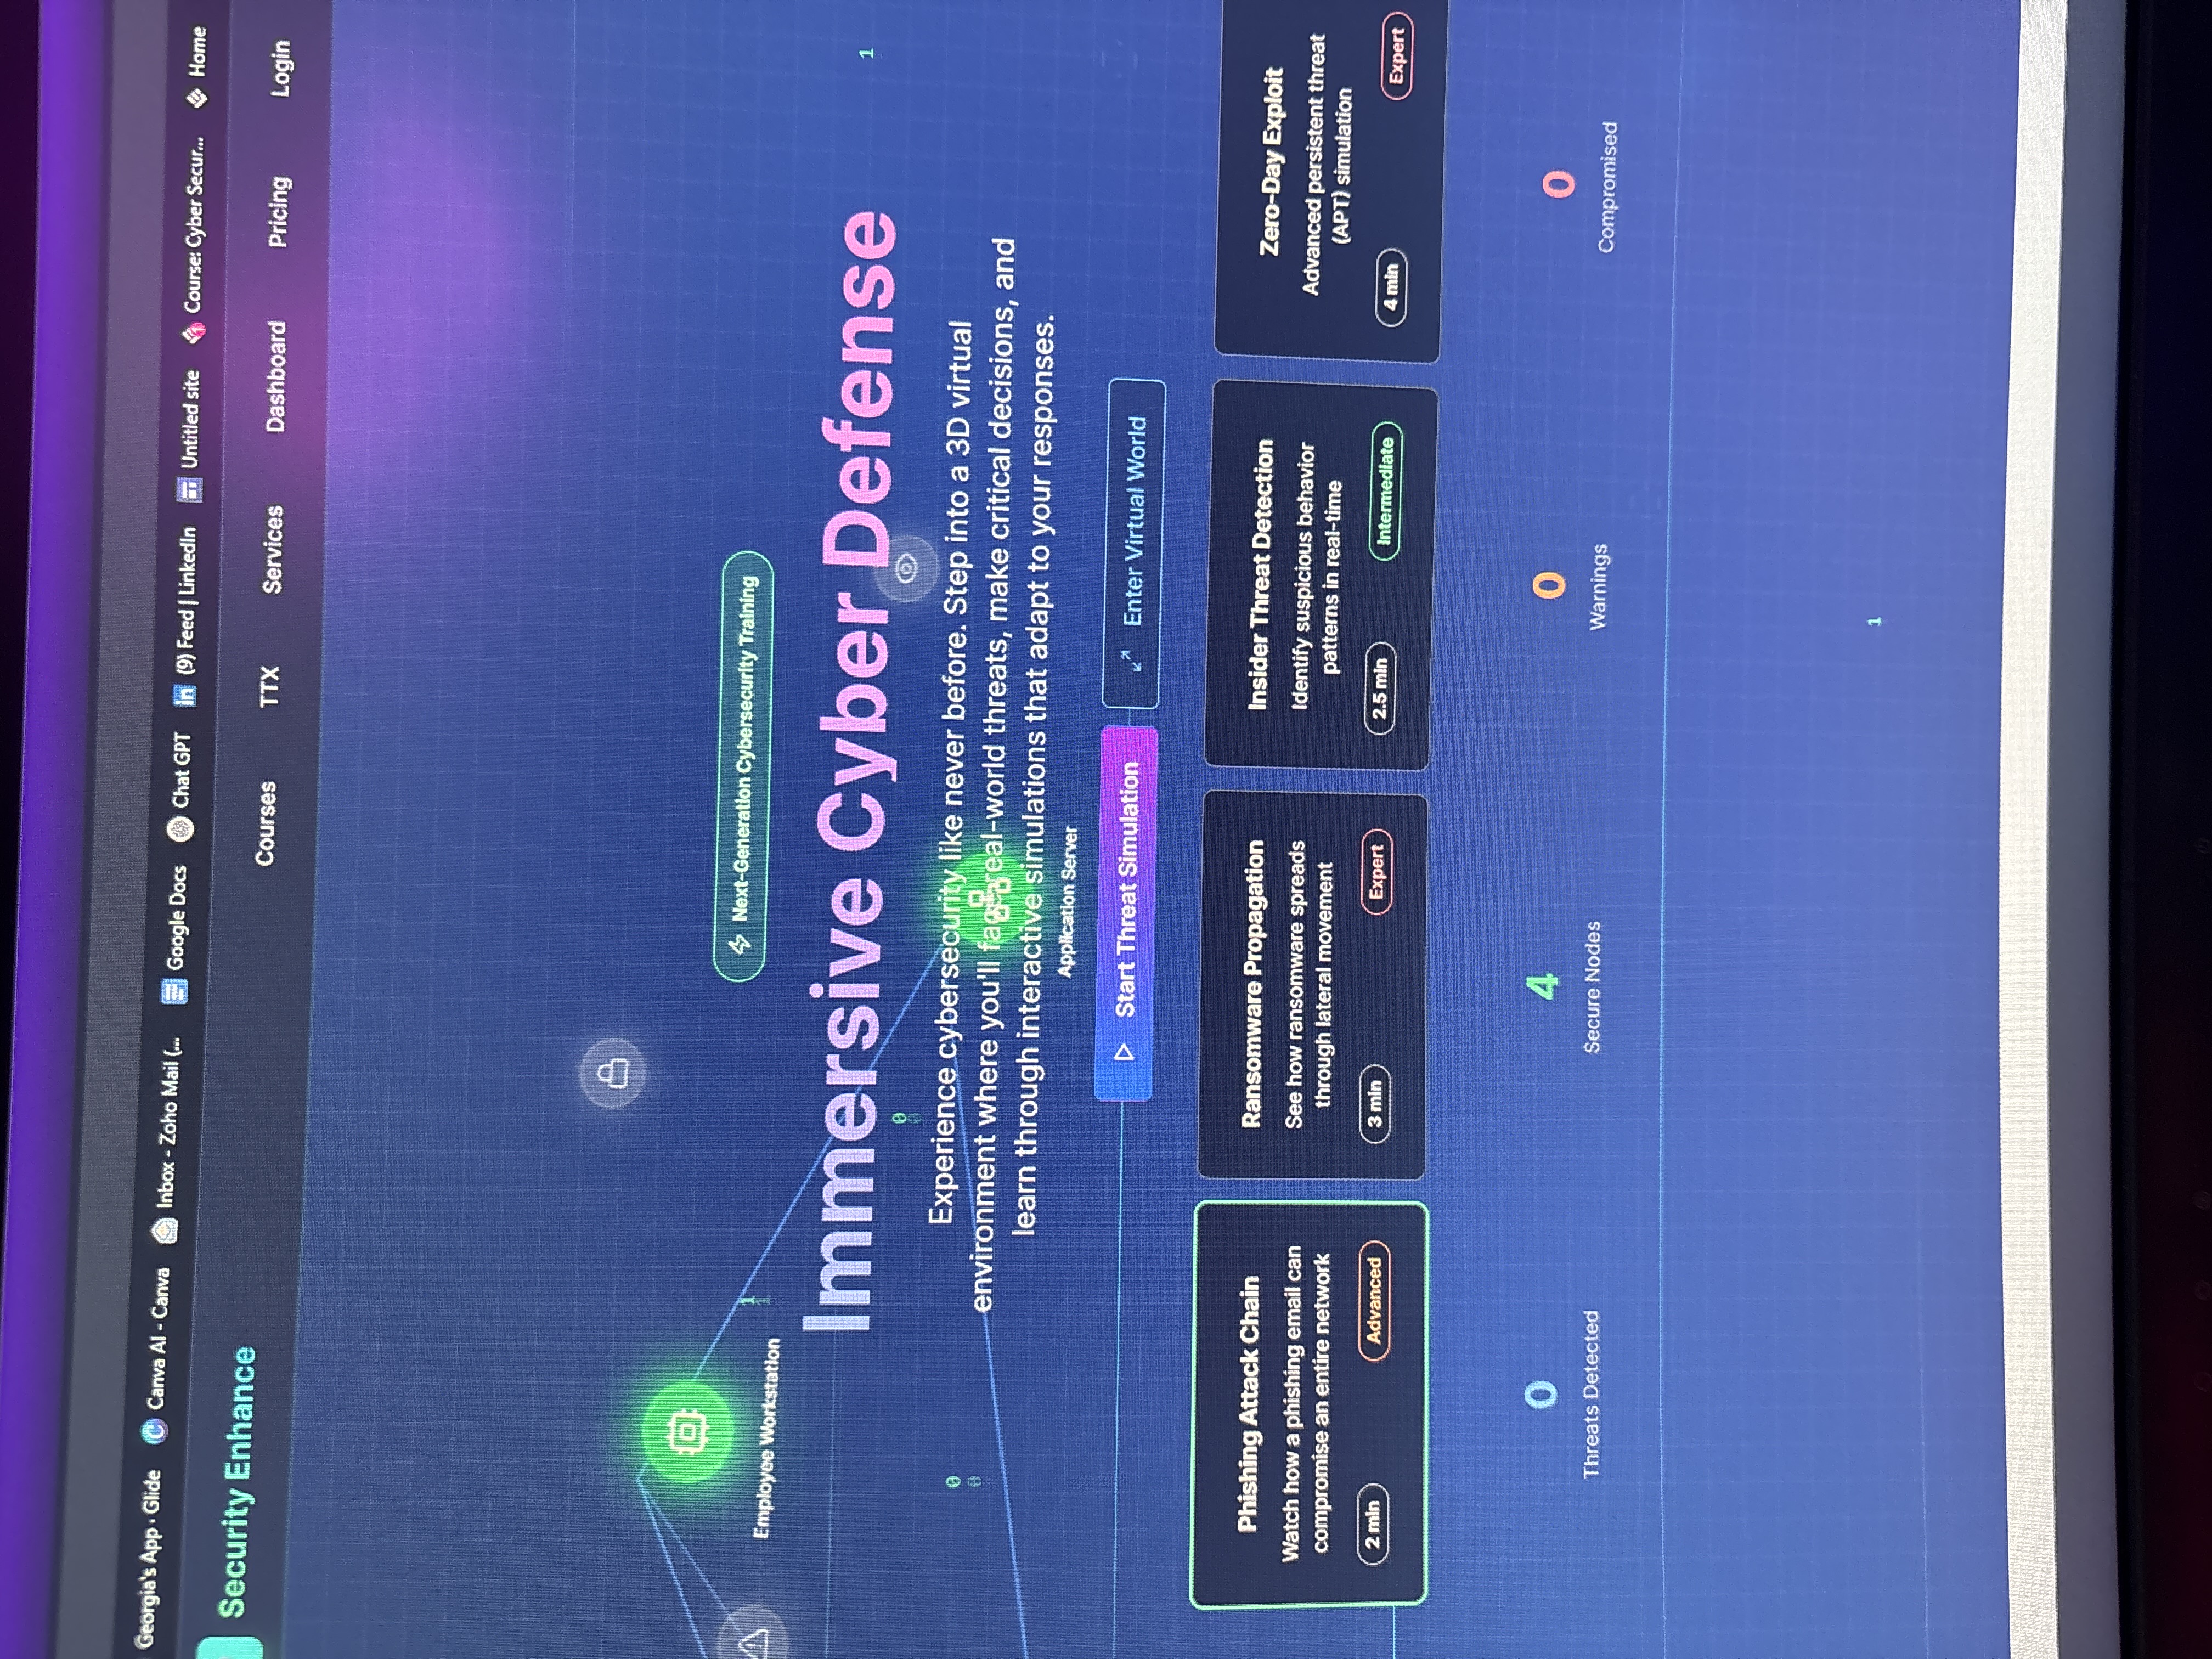 Georgia's App · Glide
Canva AI - Canva
Inbox - Zoho Mail (...
Google Docs
Chat GPT
(9) Feed | LinkedIn
Untitled site
Course: Cyber Secur...
Home
Security Enhance
Courses
TTX
Services
Dashboard
Pricing
Login
Employee Workstation
1
1
Next-Generation Cybersecurity Training
Immersive Cyber Defense
1
0
0
0
0
Experience cybersecurity like never before. Step into a 3D virtual
environment where you'll face real-world threats, make critical decisions, and
learn through interactive simulations that adapt to your responses.
Application Server
Start Threat Simulation
Enter Virtual World
Phishing Attack Chain
Watch how a phishing email can
compromise an entire network
2 min
Advanced
Ransomware Propagation
See how ransomware spreads
through lateral movement
3 min
Expert
Insider Threat Detection
Identify suspicious behavior
patterns in real-time
2.5 min
Intermediate
Zero-Day Exploit
Advanced persistent threat
(APT) simulation
4 min
Expert
0
Threats Detected
4
Secure Nodes
0
Warnings
0
Compromised
1